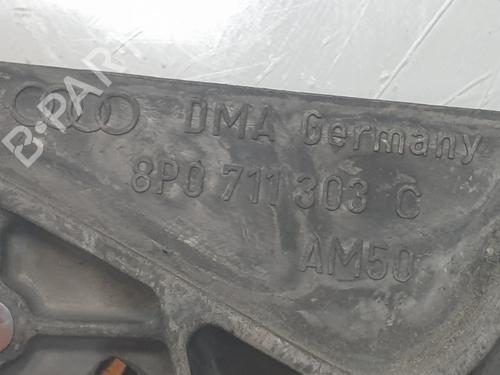 DMA Germany
8P0 711 303 C
AM50
B-PARTS